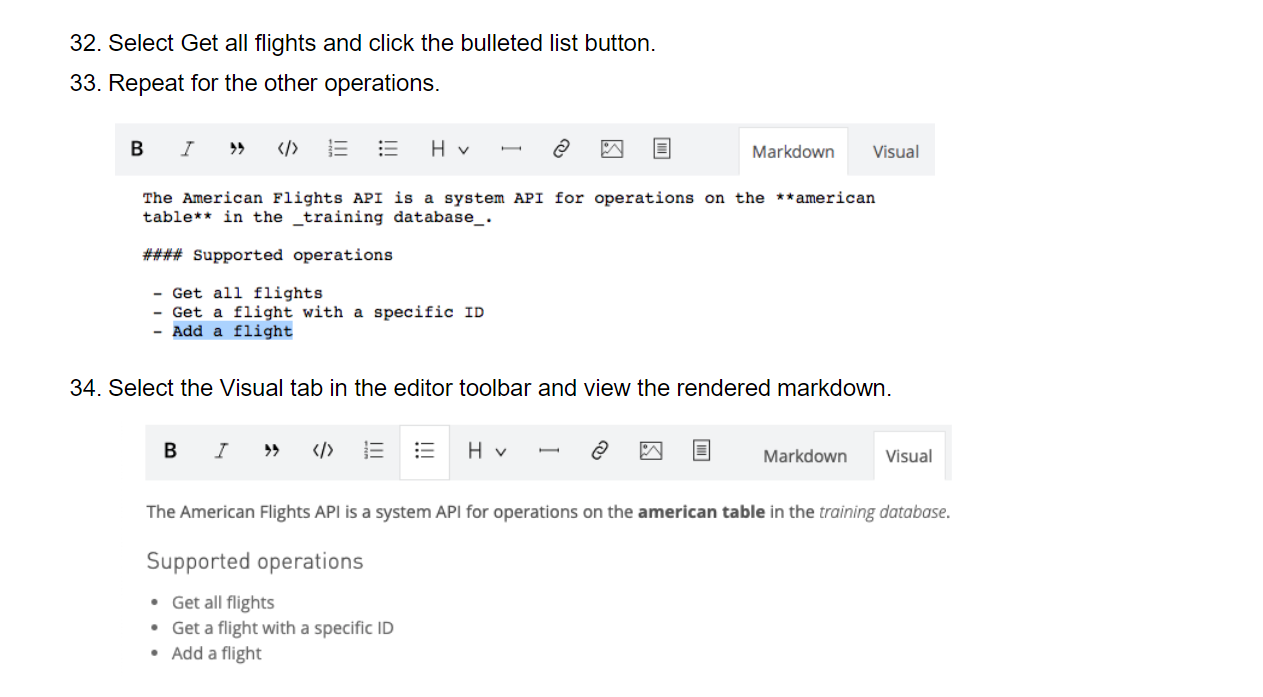 32. Select Get all flights and click the bulleted list button.
33. Repeat for the other operations.
B I ” </> H Markdown Visual
The American Flights API is a system API for operations on the **american
table** in the _training database_.
#### Supported operations
- Get all flights
- Get a flight with a specific ID
- Add a flight
34. Select the Visual tab in the editor toolbar and view the rendered markdown.
B I ” </> H Markdown Visual
The American Flights API is a system API for operations on the american table in the training database.
Supported operations
• Get all flights
• Get a flight with a specific ID
• Add a flight